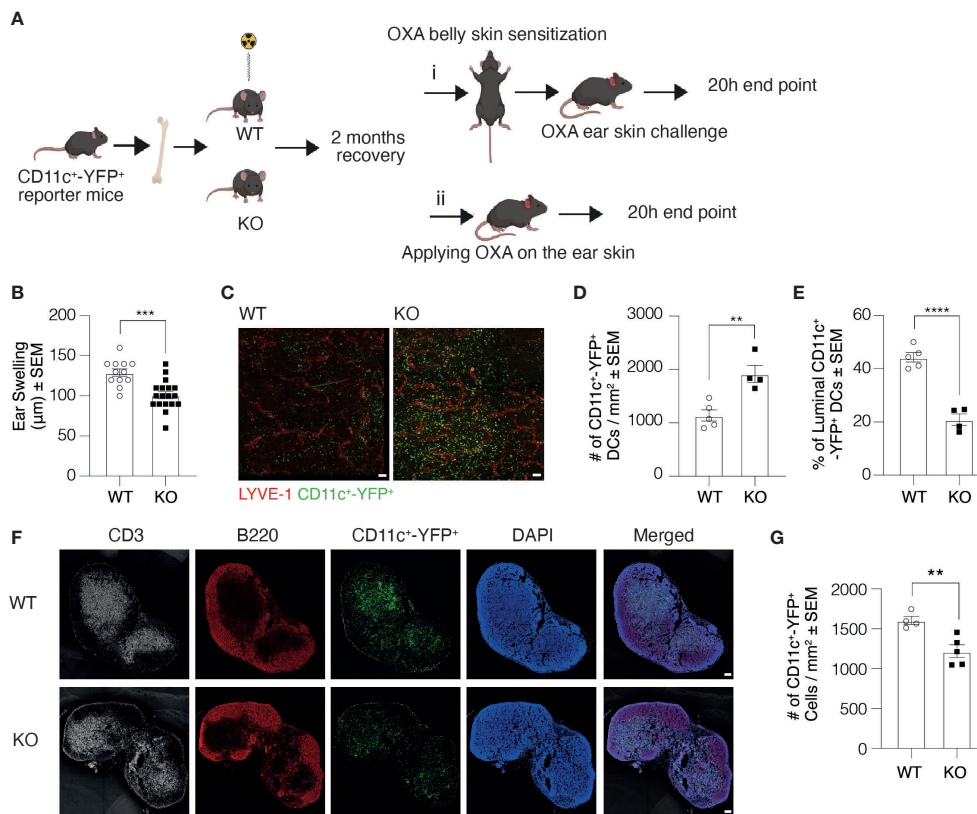 A
OXA belly skin sensitization
i
20h end point
WT
OXA ear skin challenge
2 months
recovery
CD11c⁺-YFP⁺
reporter mice
KO
ii
20h end point
Applying OXA on the ear skin
B
Ear Swelling
(μm) ± SEM
200
150
100
50
0
***
WT
KO
C
WT
KO
LYVE-1 CD11c⁺-YFP⁺
D
# of CD11c⁺-YFP⁺
DCs / mm² ± SEM
3000
2000
1000
0
**
WT
KO
E
% of Luminal CD11c⁺
-YFP⁺ DCs ± SEM
60
40
20
0
****
WT
KO
F
CD3
B220
CD11c⁺-YFP⁺
DAPI
Merged
WT
KO
G
# of CD11c⁺-YFP⁺
Cells / mm² ± SEM
2000
1500
1000
500
0
**
WT
KO